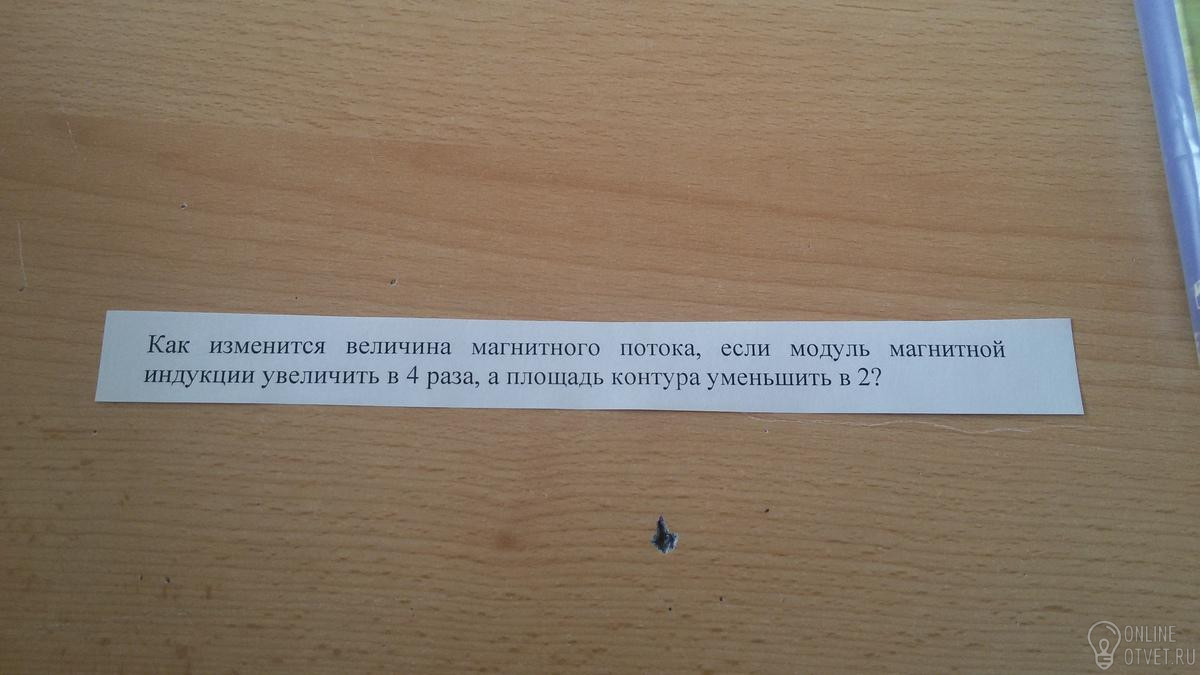 Как изменится величина магнитного потока, если модуль магнитной
индукции увеличить в 4 раза, а площадь контура уменьшить в 2?
ONLINE
OTVET.RU